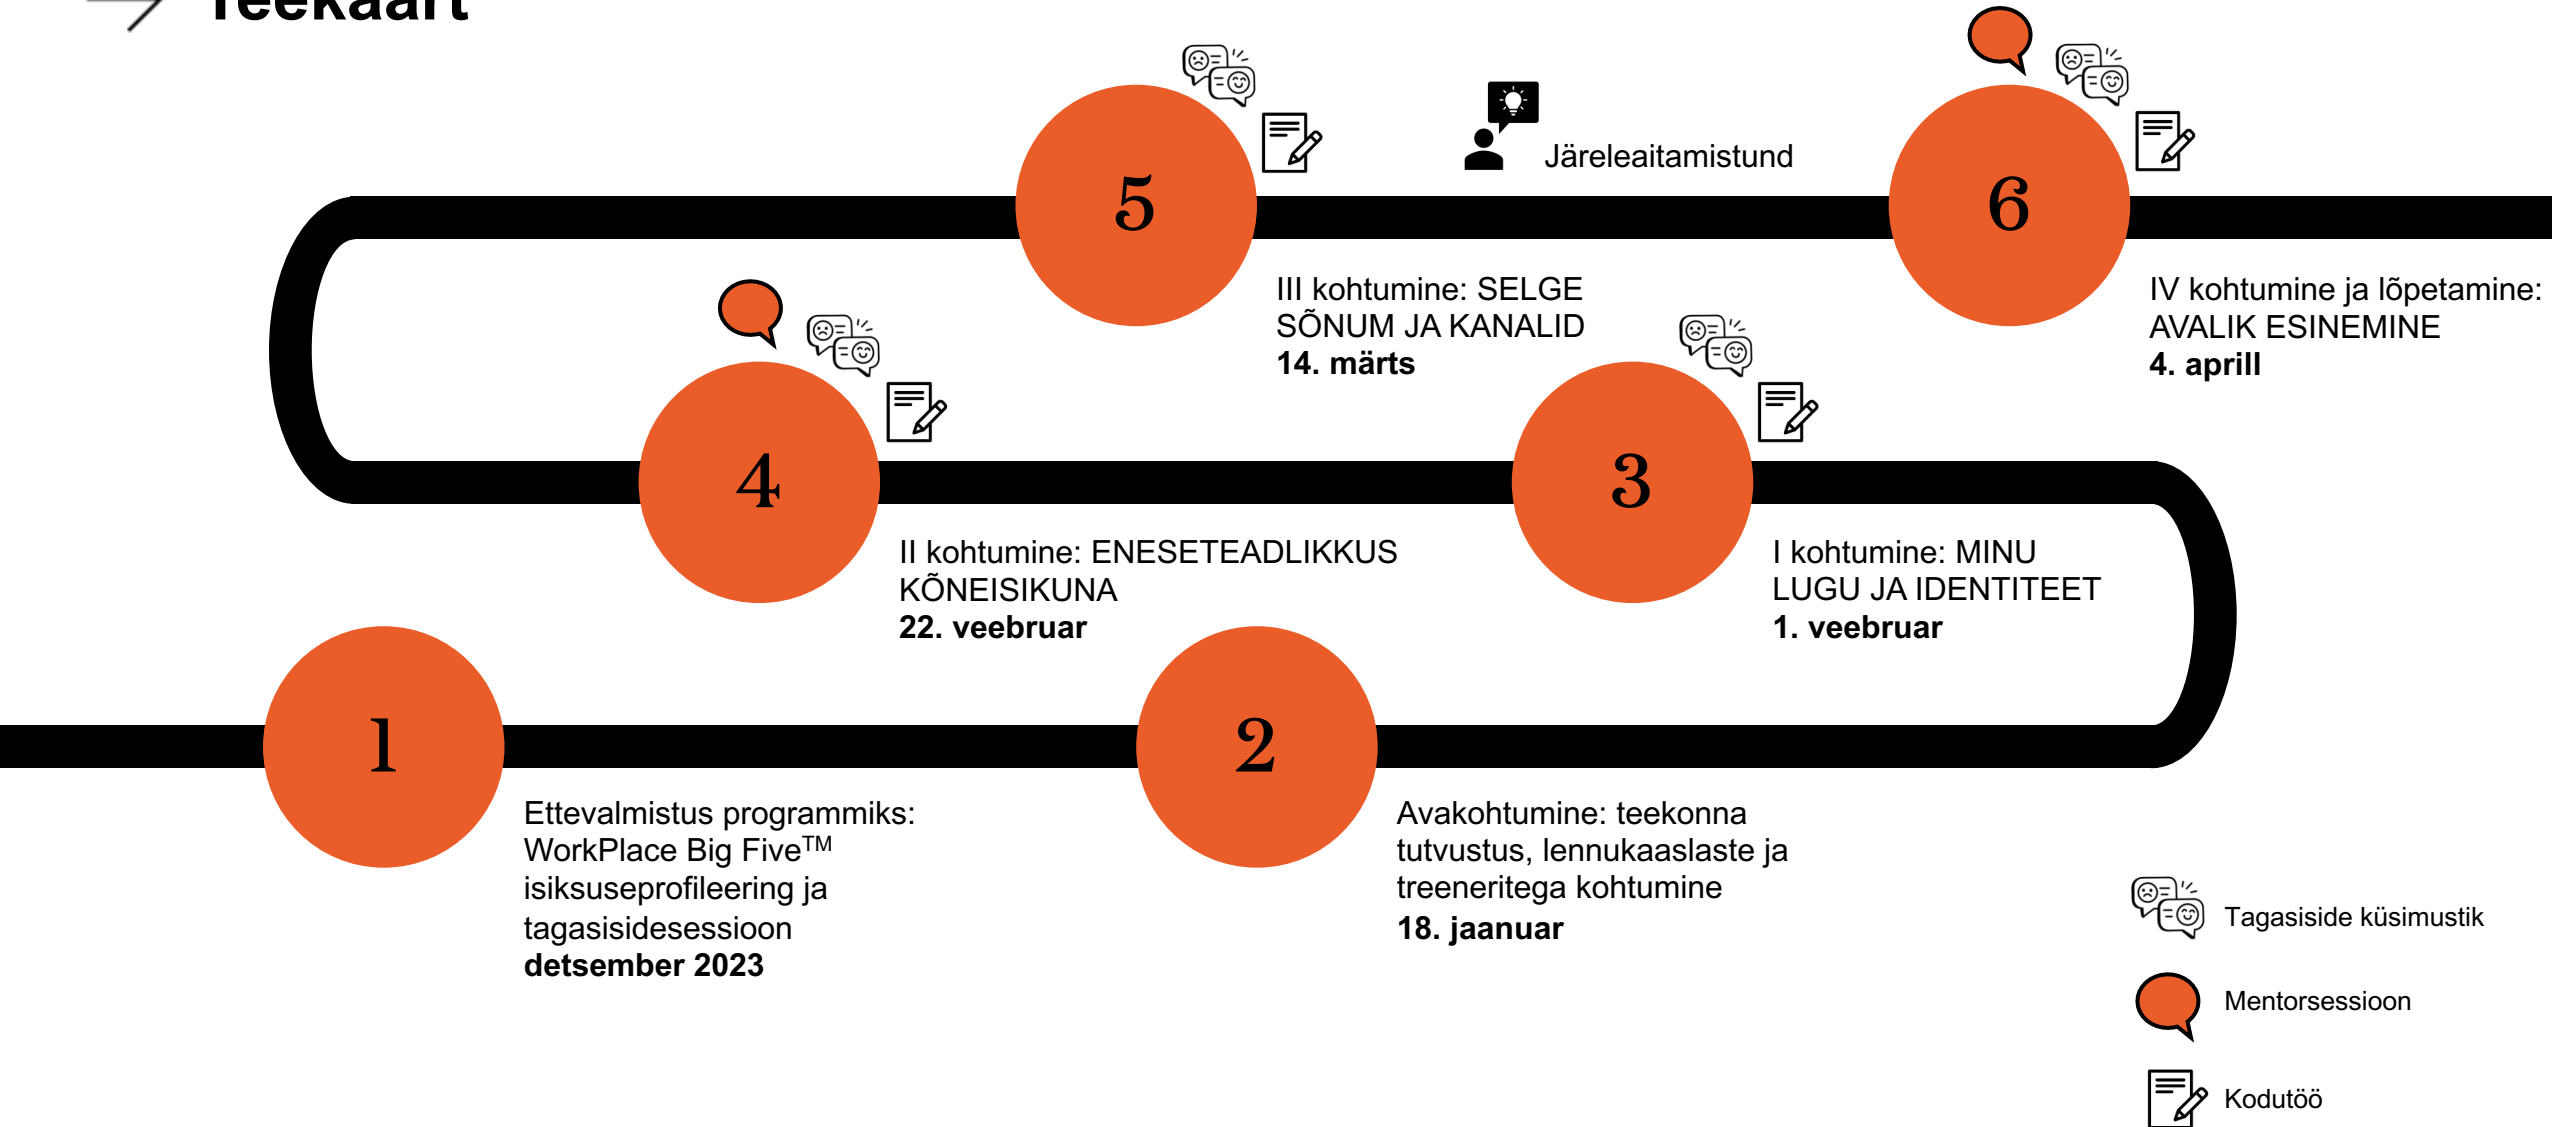 Teekaart
5
Järeleaitamistund
6
III kohtumine: SELGE
SÕNUM JA KANALID
14. märts
IV kohtumine ja lõpetamine:
AVALIK ESINEMINE
4. aprill
4
3
II kohtumine: ENESETEADLIKKUS
KÕNEISIKUNA
22. veebruar
I kohtumine: MINU
LUGU JA IDENTITEET
1. veebruar
1
2
Ettevalmistus programmiks:
WorkPlace Big Five™
isiksuseprofileering ja
tagasisidesessioon
detsember 2023
Avakohtumine: teekonna
tutvustus, lennukaaslaste ja
treeneritega kohtumine
18. jaanuar
Tagasiside küsimustik
Mentorsessioon
Kodutöö